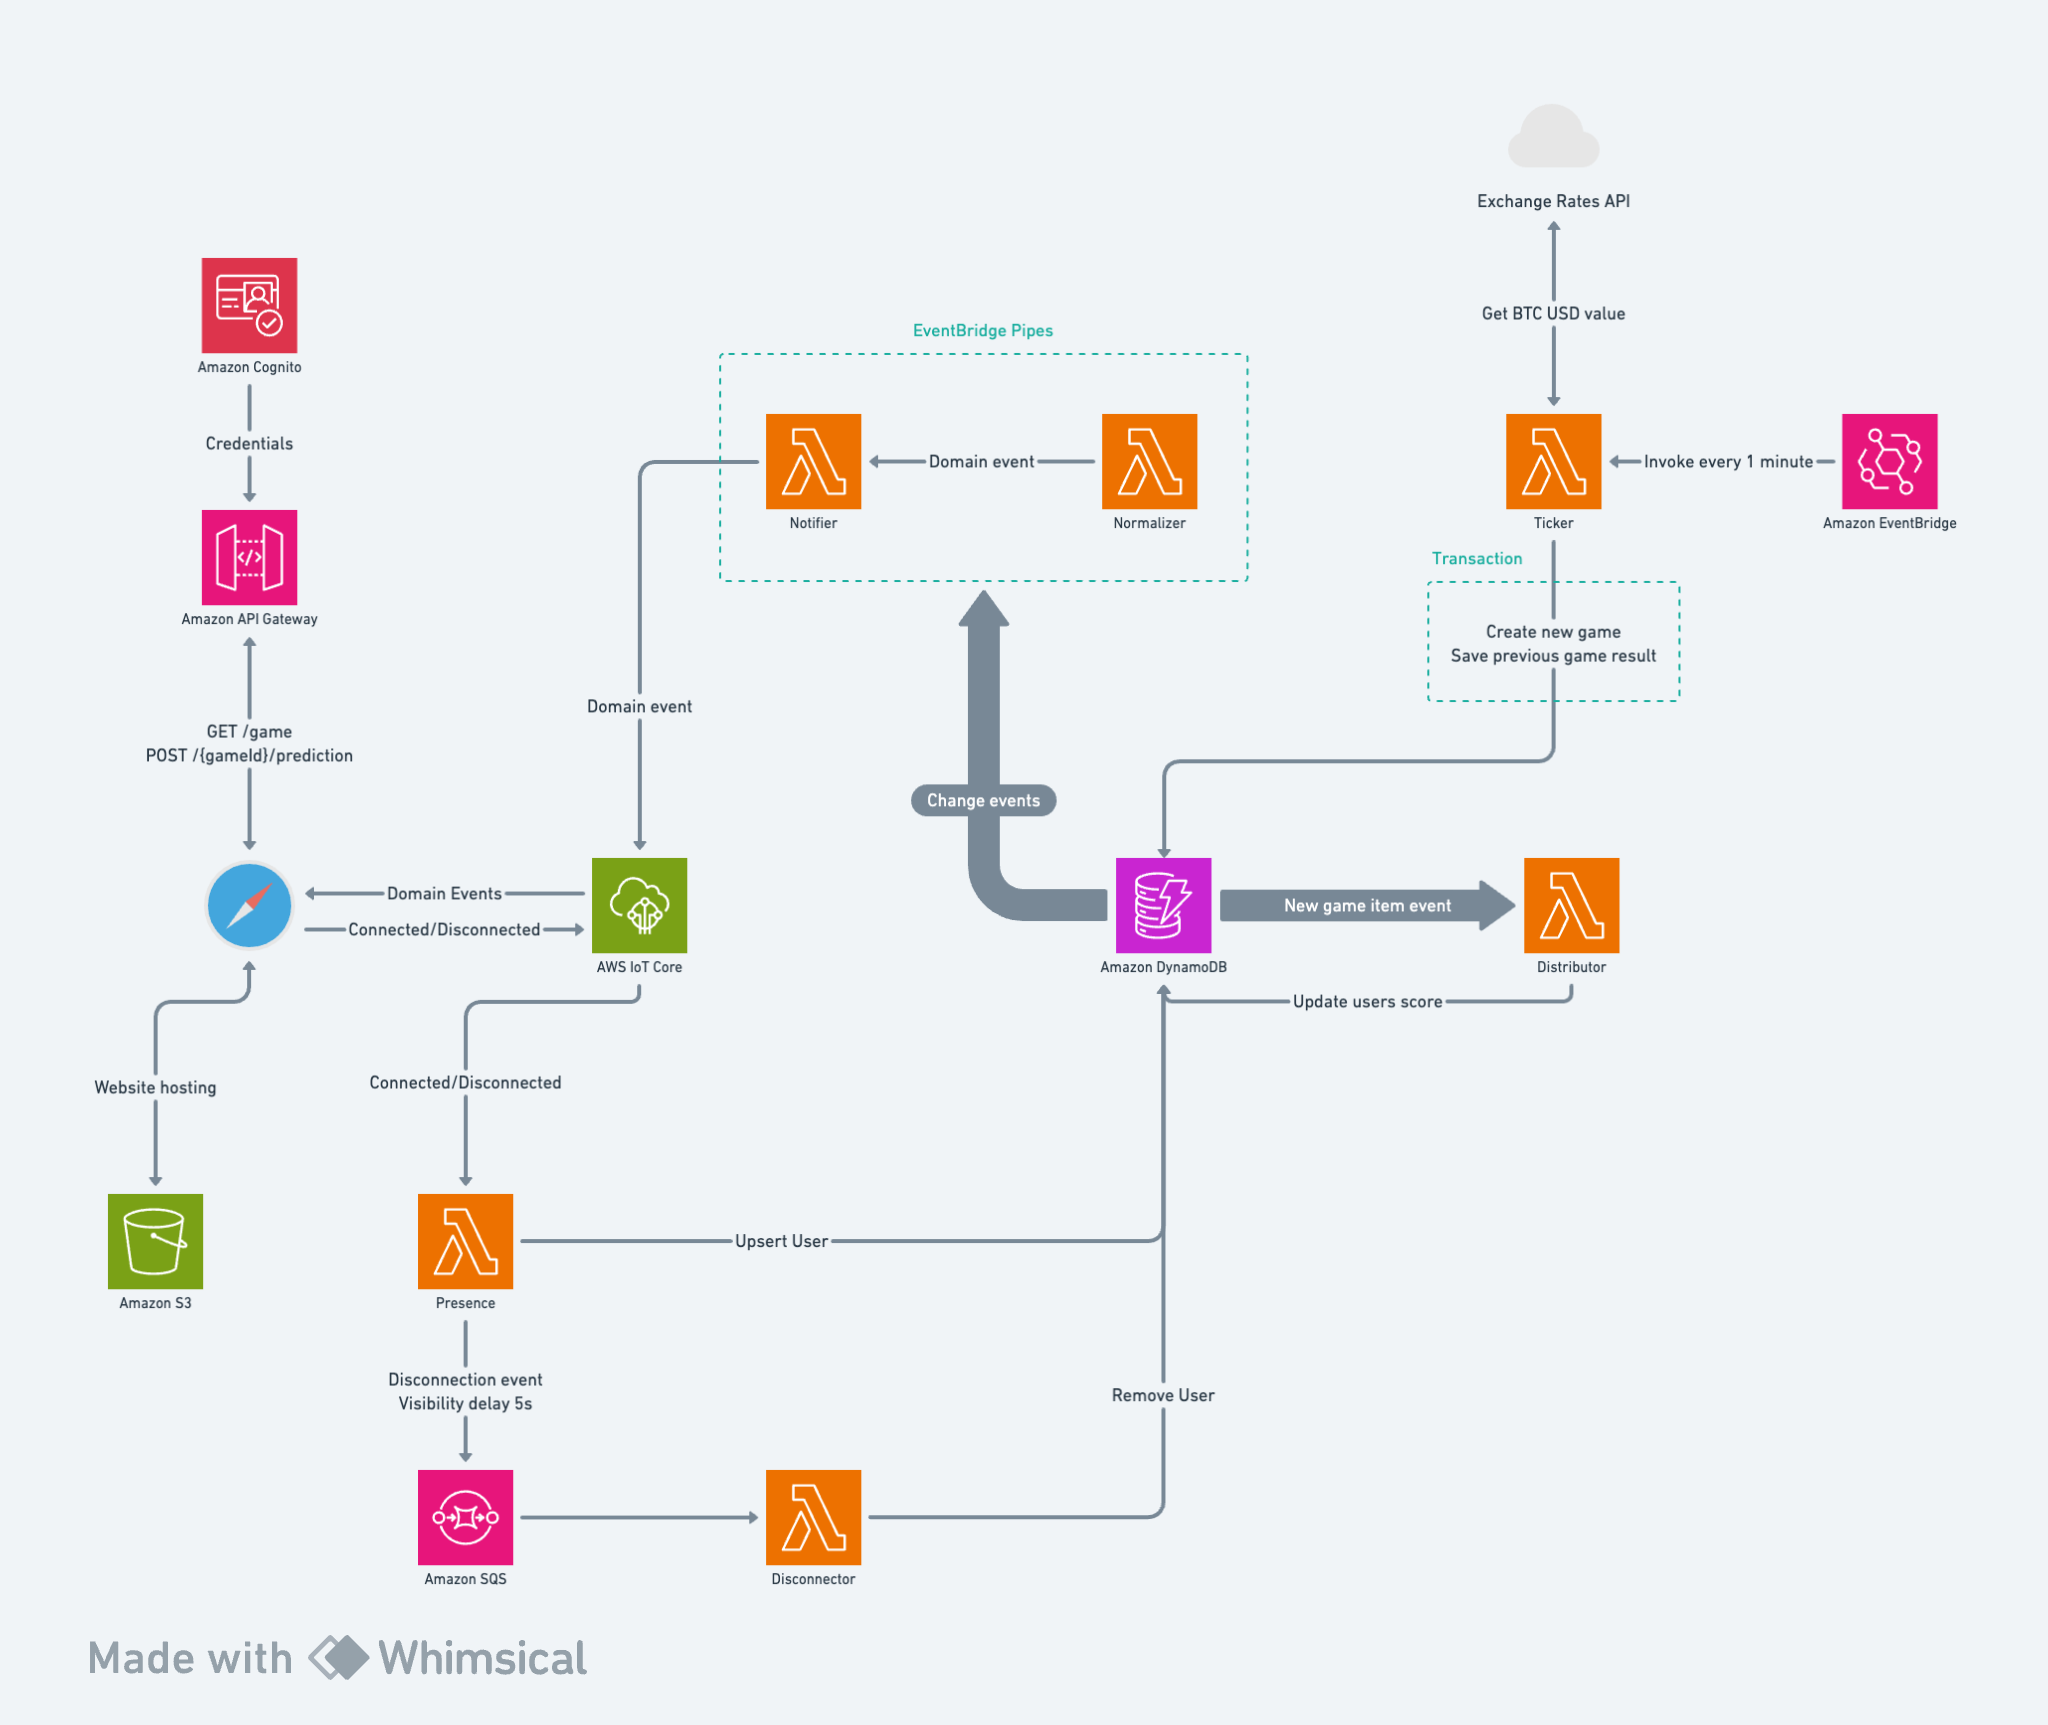 Exchange Rates API
Get BTC USD value
Amazon Cognito
Credentials
EventBridge Pipes
Notifier
Domain event
Normalizer
Ticker
Invoke every 1 minute
Amazon EventBridge
Transaction
Create new game
Save previous game result
Amazon API Gateway
GET /game
POST /{gameId}/prediction
Domain event
Change events
Domain Events
Connected/Disconnected
AWS IoT Core
Amazon DynamoDB
New game item event
Distributor
Update users score
Website hosting
Connected/Disconnected
Amazon S3
Presence
Upsert User
Disconnection event
Visibility delay 5s
Remove User
Amazon SQS
Disconnector
Made with Whimsical